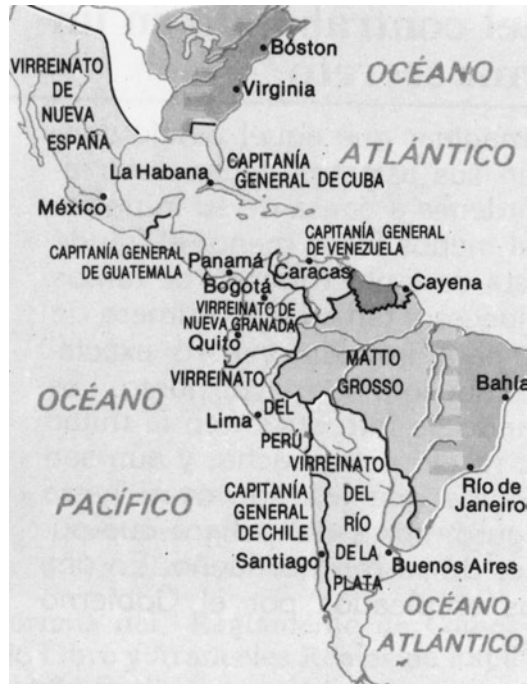 Bóston
OCÉANO
Virginia
VIRREINATO
DE
NUEVA
ESPAÑA
ATLÁNTICO
La Habana
CAPITANÍA
GENERAL DE CUBA
México
CAPITANÍA GENERAL
DE GUATEMALA
CAPITANÍA GENERAL
DE VENEZUELA
Panamá
Caracas
Cayena
Bogotá
VIRREINATO DE
NUEVA GRANADA
Quito
MATTO
GROSSO
VIRREINATO
DEL
PERÚ
Bahía
OCÉANO
Lima
VIRREINATO
DEL
RÍO
DE LA
PLATA
Río de
Janeiro
PACÍFICO
CAPITANÍA
GENERAL
DE CHILE
Santiago
Buenos Aires
OCÉANO
ATLÁNTICO